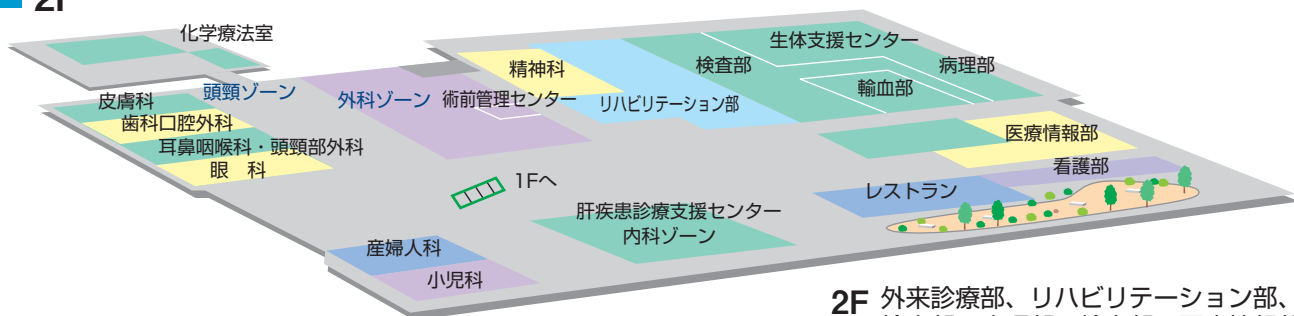 2F
化学療法室
生体支援センター
精神科
検査部
病理部
輸血部
皮膚科
頭頸ゾーン
外科ゾーン
術前管理センター
リハビリテーション部
歯科口腔外科
耳鼻咽喉科・頭頸部外科
眼　科
医療情報部
看護部
レストラン
1Fへ
肝疾患診療支援センター
内科ゾーン
産婦人科
小児科
2F 外来診療部、リハビリテーション部、